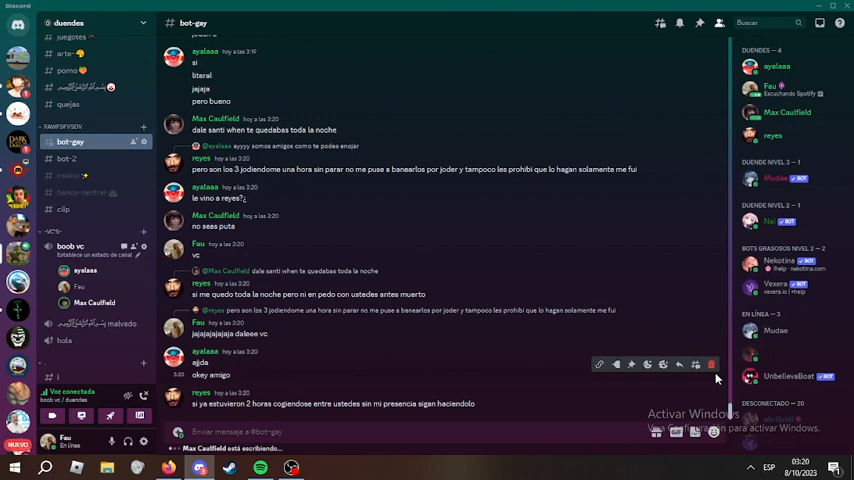 Discord
duendes
bot-gay
Buscar
juegotes
arte-
porno
quejas
FAWFSFVSDV
bot-gay
bot-2
casino
banco-central-
clip
-VC'S-
boob vc
Establece un estado de canal
ayalaaa
Fau
Max Caulfield
malvado
hola
Voz conectada
boob vc / duendes
Fau
En línea
NUEVO
ayalaaa hoy a las 3:19
si
literal
jajaja
pero bueno
Max Caulfield hoy a las 3:20
dale santi when te quedabas toda la noche
@ayalaaa ayyyy somos amigos como te podes enojar
reyes hoy a las 3:20
pero son los 3 jodiendome una hora sin parar no me puse a banearlos por joder y tampoco les prohibi que lo hagan solamente me fui
ayalaaa hoy a las 3:20
le vino a reyes?¿
Max Caulfield hoy a las 3:20
no seas puta
Fau hoy a las 3:20
vc
@Max Caulfield dale santi when te quedabas toda la noche
reyes hoy a las 3:20
si me quedo toda la noche pero ni en pedo con ustedes antes muerto
@reyes pero son los 3 jodiendome una hora sin parar no me puse a banearlos por joder y tampoco les prohibi que lo hagan solamente me fui
Fau hoy a las 3:20
jajajajajaja daleee vc
ayalaaa hoy a las 3:20
ajjda
3:20 okey amigo
reyes hoy a las 3:20
si ya estuvieron 2 horas cogiendose entre ustedes sin mi presencia sigan haciendolo
Enviar mensaje a #bot-gay
GIF
Max Caulfield está escribiendo...
DUENDES – 4
ayalaaa
Fau
Escuchando Spotify
Max Caulfield
reyes
DUENDE NIVEL 3 – 1
Mudae BOT
DUENDE NIVEL 2 – 1
Nai BOT
BOTS GRASOSOS NIVEL 2 – 2
Nekotina BOT
!help · nekotina.com
Vexera BOT
vexera.io | +help
EN LÍNEA – 3
Mudae
UnbelievaBoat BOT
DESCONECTADO – 20
Activar Windows
Ve a Configuración para activar Windows.
ESP
03:20
8/10/2023